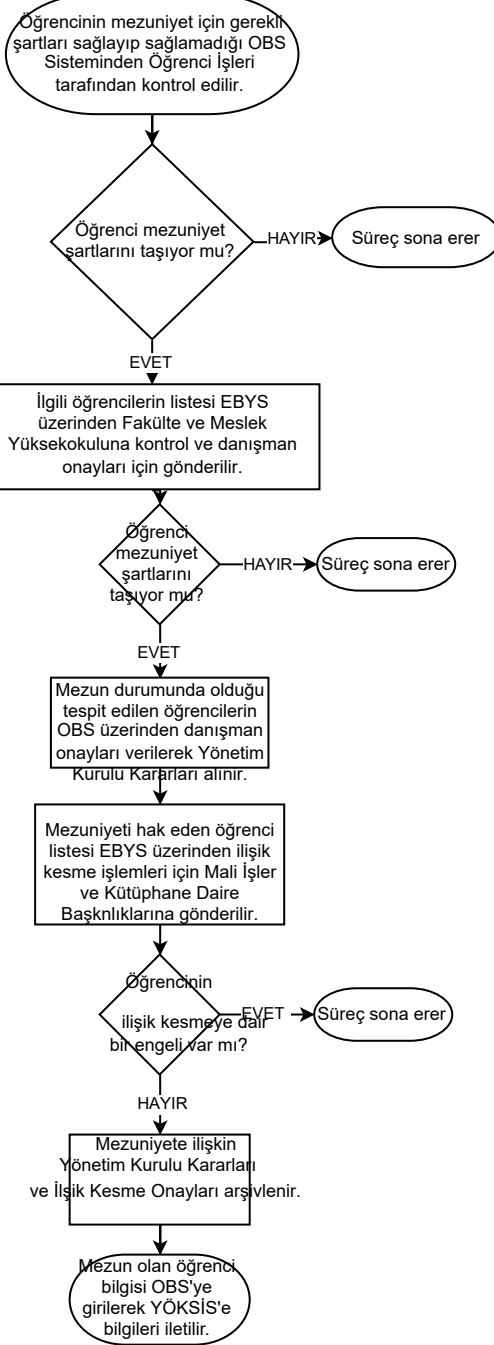 Öğrencinin mezuniyet için gerekli
şartları sağlayıp sağlamadığı OBS
Sisteminden Öğrenci İşleri
tarafından kontrol edilir.
Öğrenci mezuniyet
şartlarını taşıyor mu?
HAYIR
Süreç sona erer
EVET
İlgili öğrencilerin listesi EBYS
üzerinden Fakülte ve Meslek
Yüksekokuluna kontrol ve danışman
onayları için gönderilir.
Öğrenci
mezuniyet
şartlarını
taşıyor mu?
HAYIR
Süreç sona erer
EVET
Mezun durumunda olduğu
tespit edilen öğrencilerin
OBS üzerinden danışman
onayları verilerek Yönetim
Kurulu Kararları alınır.
Mezuniyeti hak eden öğrenci
listesi EBYS üzerinden ilişik
kesme işlemleri için Mali İşler
ve Kütüphane Daire
Başknlıklarına gönderilir.
Öğrencinin
ilişik kesmeye dair
bir engeli var mı?
EVET
Süreç sona erer
HAYIR
Mezuniyete ilişkin
Yönetim Kurulu Kararları
ve İlşik Kesme Onayları arşivlenir.
Mezun olan öğrenci
bilgisi OBS'ye
girilerek YÖKSİS'e
bilgileri iletilir.